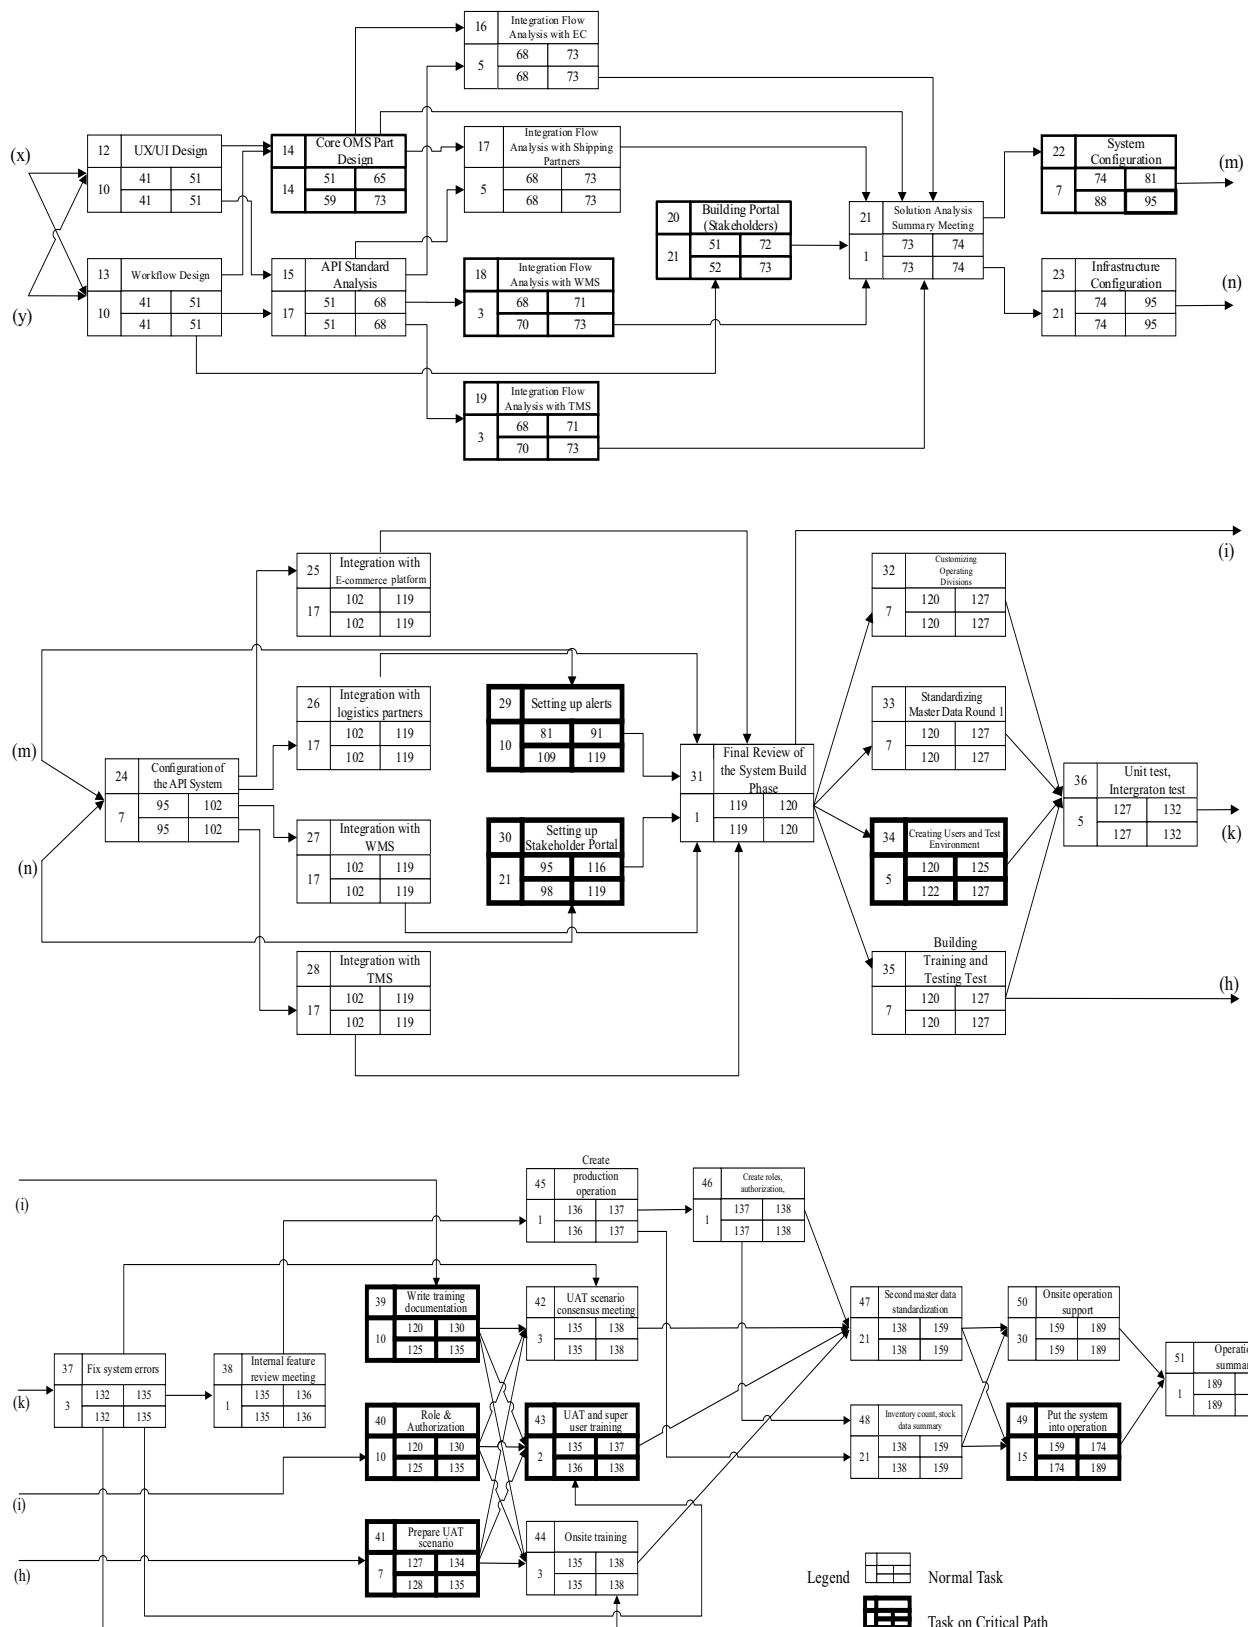 16
Integration Flow
Analysis with EC
5
68 73
68 73
(x)
12
UX/UI Design
10
41 51
41 51
14
Core OMS Part
Design
14
51 65
59 73
17
Integration Flow
Analysis with Shipping
Partners
5
68 73
68 73
20
Building Portal
(Stakeholders)
21
51 72
52 73
21
Solution Analysis
Summary Meeting
1
73 74
73 74
22
System
Configuration
7
74 81
88 95
(m)
(y)
13
Workflow Design
10
41 51
41 51
15
API Standard
Analysis
17
51 68
51 68
18
Integration Flow
Analysis with WMS
3
68 71
70 73
23
Infrastructure
Configuration
21
74 95
74 95
(n)
19
Integration Flow
Analysis with TMS
3
68 71
70 73
(i)
25
Integration with
E-commerce platform
17
102 119
102 119
32
Customizing
Operating
Divisions
7
120 127
120 127
26
Integration with
logistics partners
17
102 119
102 119
29
Setting up alerts
10
81 91
109 119
33
Standardizing
Master Data Round 1
7
120 127
120 127
(m)
24
Configuration of
the API System
7
95 102
95 102
(n)
31
Final Review of
the System Build
Phase
1
119 120
119 120
36
Unit test,
Intergraton test
5
127 132
127 132
(k)
27
Integration with
WMS
17
102 119
102 119
30
Setting up
Stakeholder Portal
21
95 116
98 119
34
Creating Users and Test
Environment
5
120 125
122 127
28
Integration with
TMS
17
102 119
102 119
35
Building
Training and
Testing Test
7
120 127
120 127
(h)
(i)
45
Create
production
operation
1
136 137
136 137
46
Create roles,
authorization,
1
137 138
137 138
39
Write training
documentation
10
120 130
125 135
42
UAT scenario
consensus meeting
3
135 138
135 138
47
Second master data
standardization
21
138 159
138 159
50
Onsite operation
support
30
159 189
159 189
(k)
37
Fix system errors
3
132 135
132 135
38
Internal feature
review meeting
1
135 136
135 136
51
Operatio
summar
1
189
189
40
Role &
Authorization
10
120 130
125 135
43
UAT and super
user training
2
135 137
136 138
48
Inventory count, stock
data summary
21
138 159
138 159
49
Put the system
into operation
15
159 174
174 189
(i)
41
Prepare UAT
scenario
7
127 134
128 135
44
Onsite training
3
135 138
135 138
(h)
Legend
Normal Task
Task on Critical Path